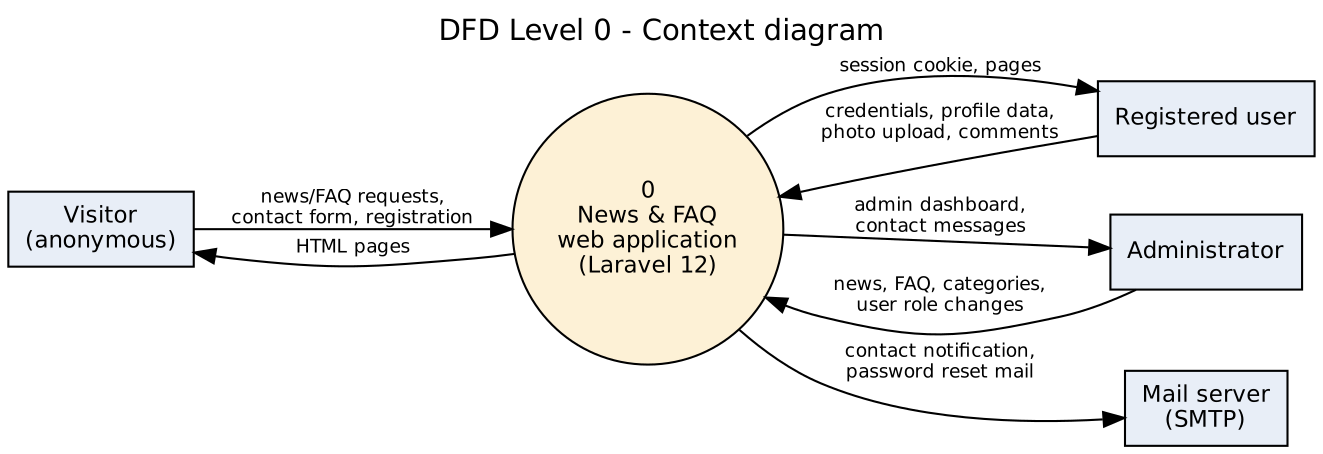 DFD Level 0 - Context diagram
session cookie, pages
credentials, profile data,
photo upload, comments
Registered user
0
News & FAQ
web application
(Laravel 12)
Visitor
(anonymous)
news/FAQ requests,
contact form, registration
HTML pages
admin dashboard,
contact messages
Administrator
news, FAQ, categories,
user role changes
contact notification,
password reset mail
Mail server
(SMTP)